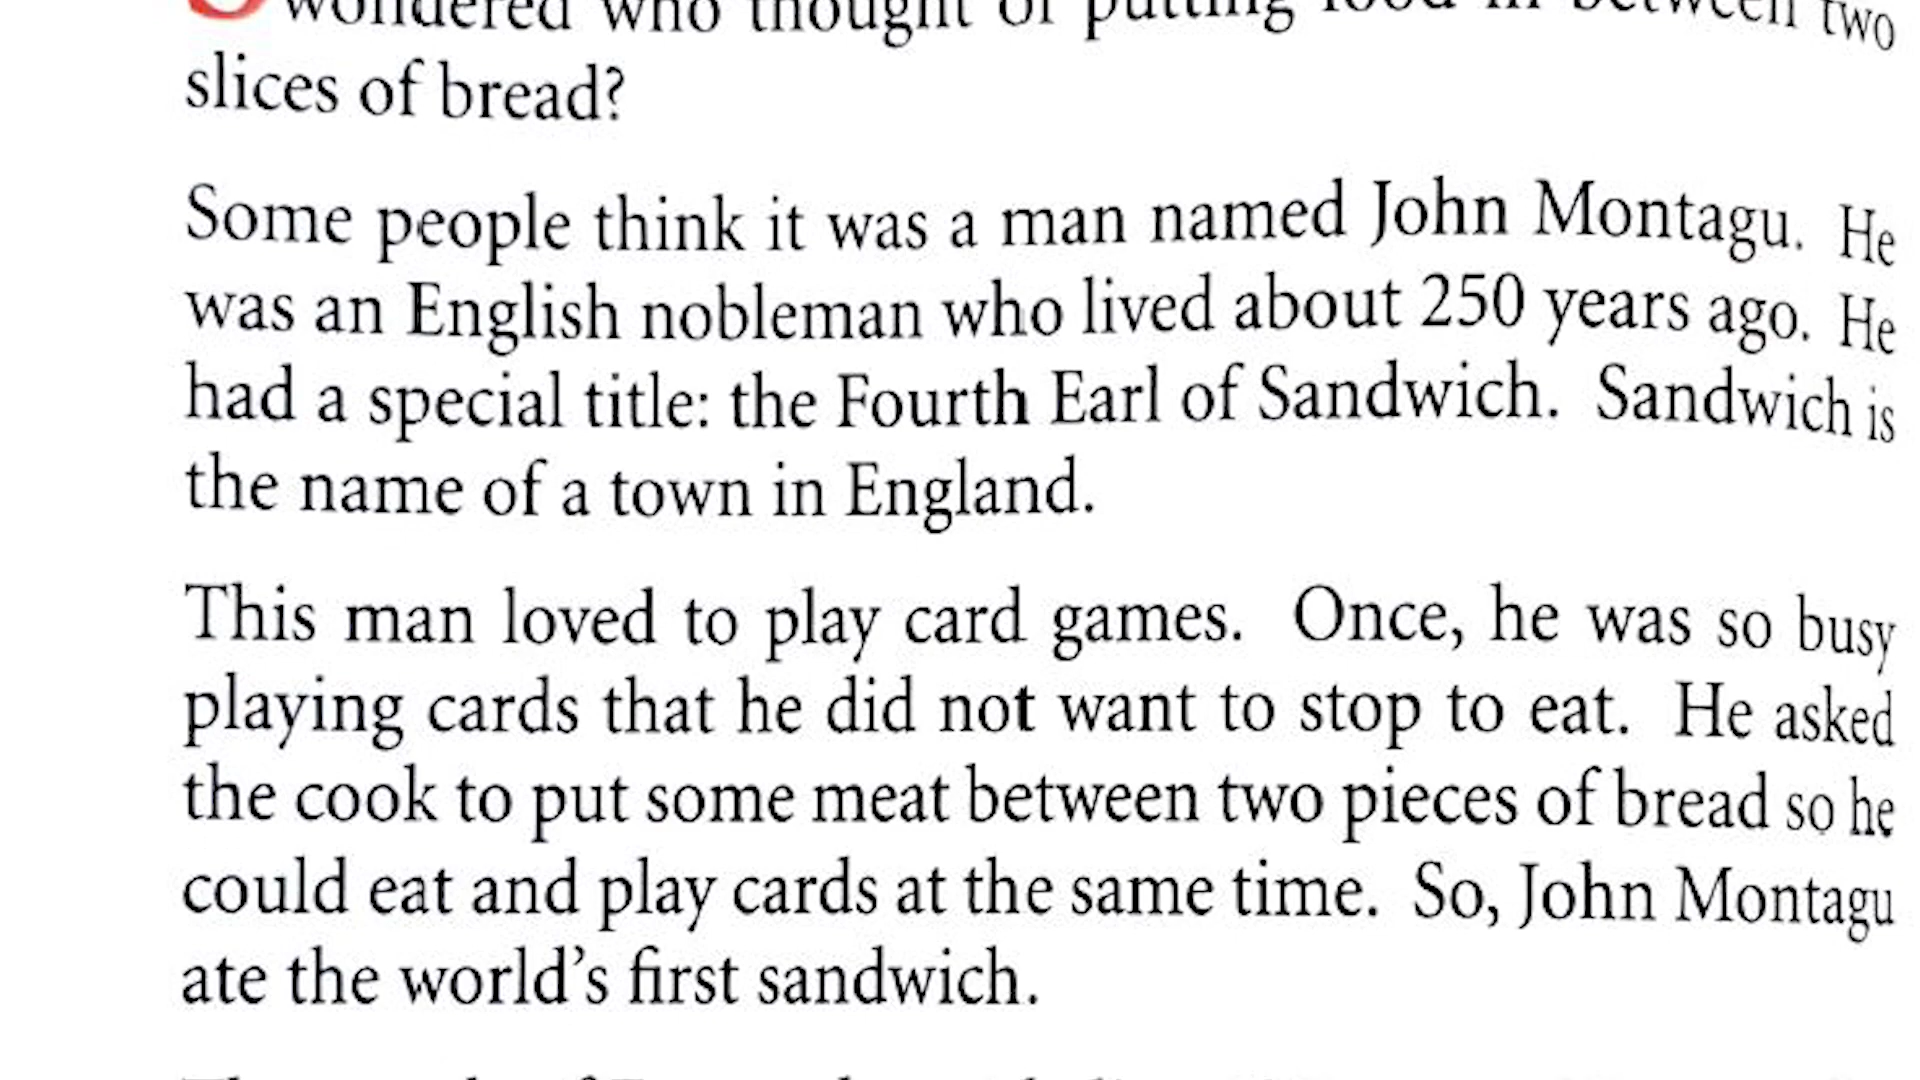 wondered who thought of putting food in between two
slices of bread?
Some people think it was a man named John Montagu. He
was an English nobleman who lived about 250 years ago. He
had a special title: the Fourth Earl of Sandwich. Sandwich is
the name of a town in England.
This man loved to play card games. Once, he was so busy
playing cards that he did not want to stop to eat. He asked
the cook to put some meat between two pieces of bread so he
could eat and play cards at the same time. So, John Montagu
ate the world's first sandwich.